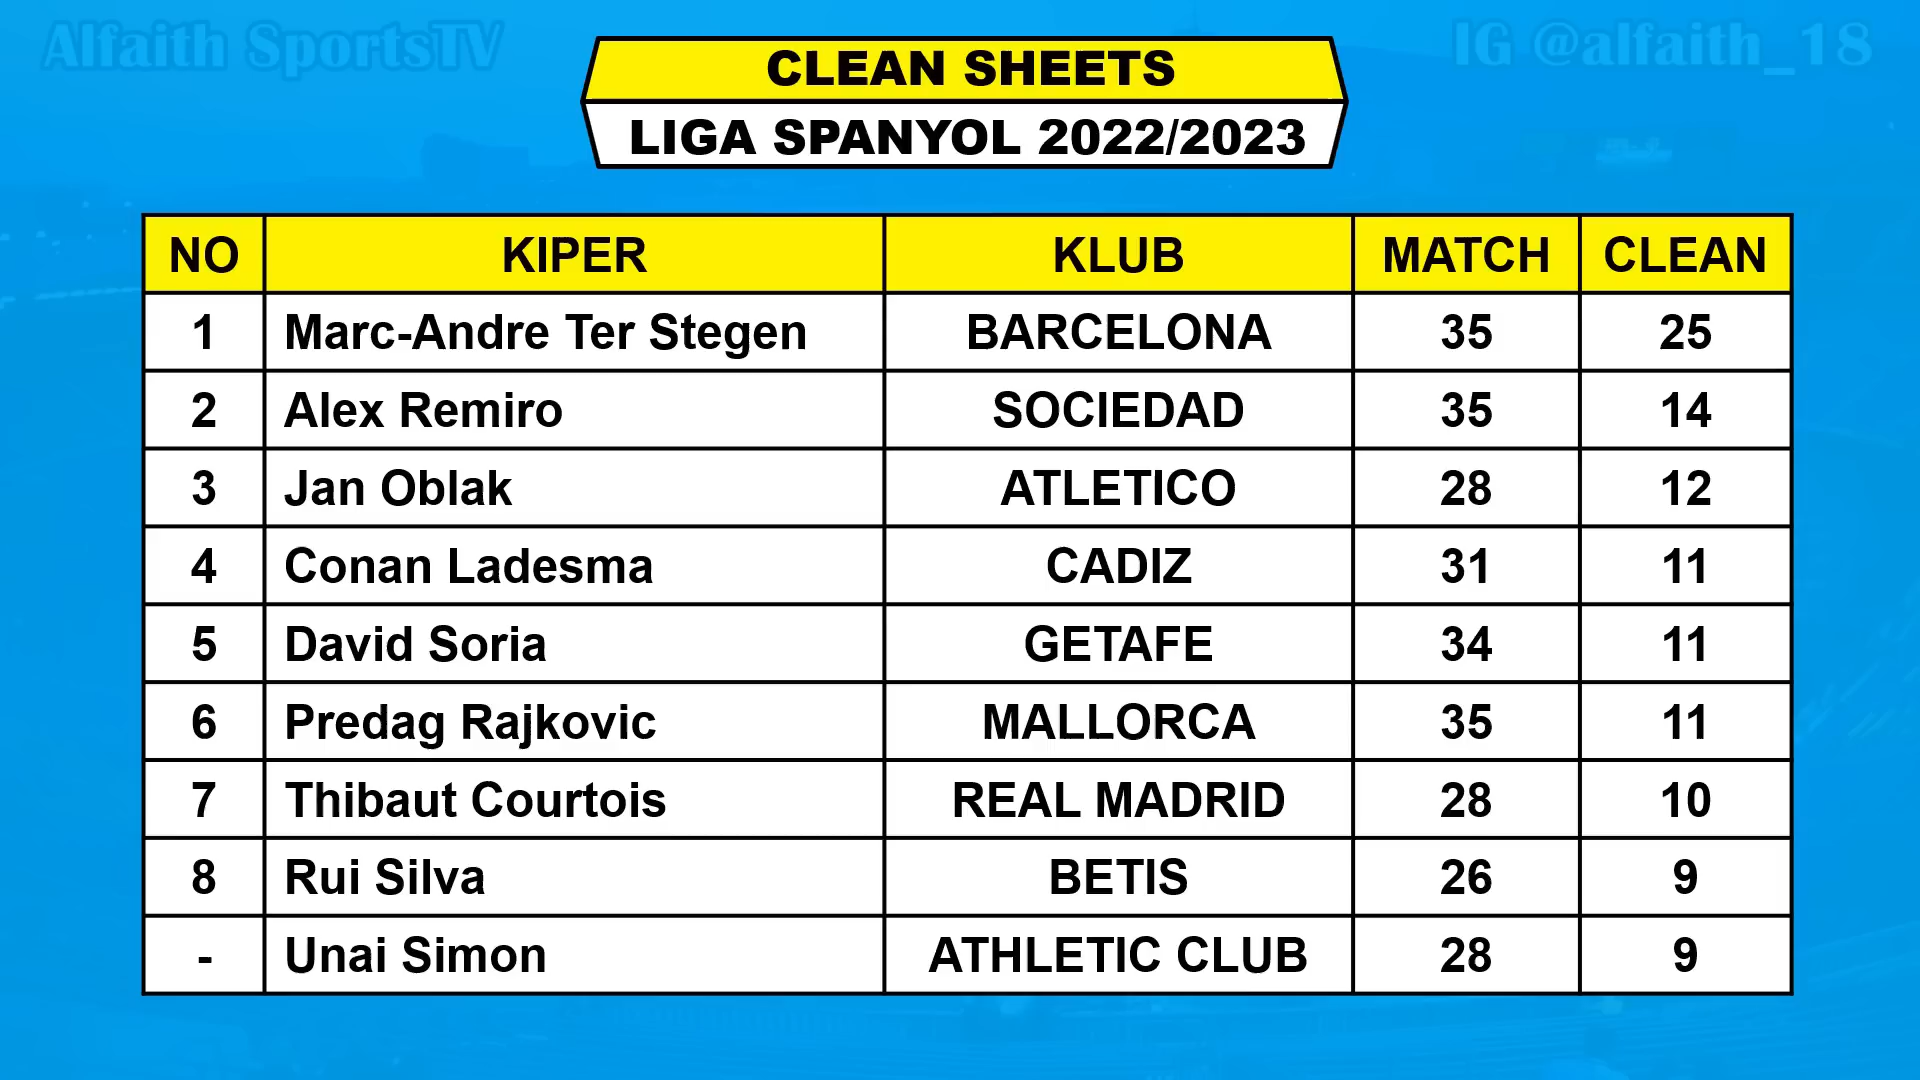 Alfaith SportsTV
IG @alfaith_18
CLEAN SHEETS
LIGA SPANYOL 2022/2023
NO KIPER KLUB MATCH CLEAN
1 Marc-Andre Ter Stegen BARCELONA 35 25
2 Alex Remiro SOCIEDAD 35 14
3 Jan Oblak ATLETICO 28 12
4 Conan Ladesma CADIZ 31 11
5 David Soria GETAFE 34 11
6 Predag Rajkovic MALLORCA 35 11
7 Thibaut Courtois REAL MADRID 28 10
8 Rui Silva BETIS 26 9
- Unai Simon ATHLETIC CLUB 28 9